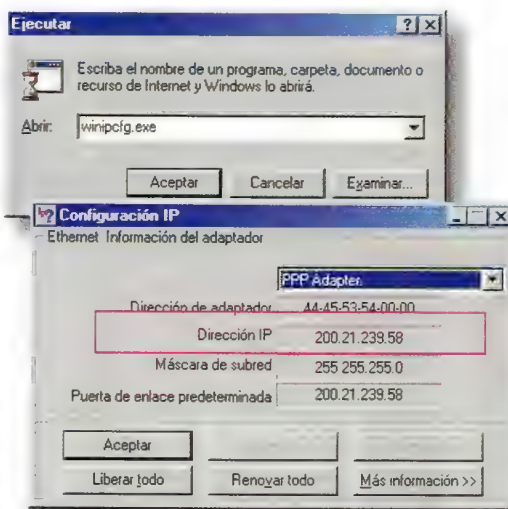 Ejecutar
Escriba el nombre de un programa, carpeta, documento o
recurso de Internet y Windows lo abrirá.
Abrir: winipcfg.exe
Aceptar Cancelar Examinar...
Configuración IP
Ethernet Información del adaptador
PPP Adapter.
Dirección de adaptador 44-45-53-54-00-00
Dirección IP 200.21.239.58
Máscara de subred 255 255.255.0
Puerta de enlace predeterminada 200.21.239.58
Aceptar
Liberar todo Renovar todo Más información >>